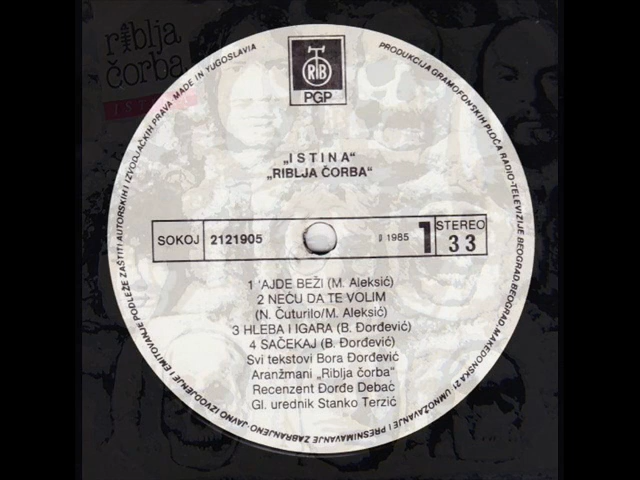 riblja
čorba
ISTINA
RTB
PGP
MADE IN YUGOSLAVIA
PRODUKCIJA GRAMOFONSKIH PLOČA RADIO-TELEVIZIJE BEOGRAD, BEOGRAD, MAKEDONSKA 21 UMNOŽAVANJE I PRESNIMAVANJE ZABRANJENO-JAVNO IZVODJENJE I EMITOVANJE PODLEŽE ZAŠTITI AUTORSKIH I IZVODJAČKIH PRAVA
„ISTINA“
„RIBLJA ČORBA“
SOKOJ 2121905 1985 1 STEREO
33
1 'AJDE BEŽI (M. Aleksić)
2 NEĆU DA TE VOLIM
(N. Čuturilo/M. Aleksić)
3 HLEBA I IGARA (B. Đorđević)
4 SAČEKAJ (B. Đorđević)
Svi tekstovi Bora Đorđević
Aranžmani „Riblja čorba“
Recenzent Đorđe Debač
Gl. urednik Stanko Terzić